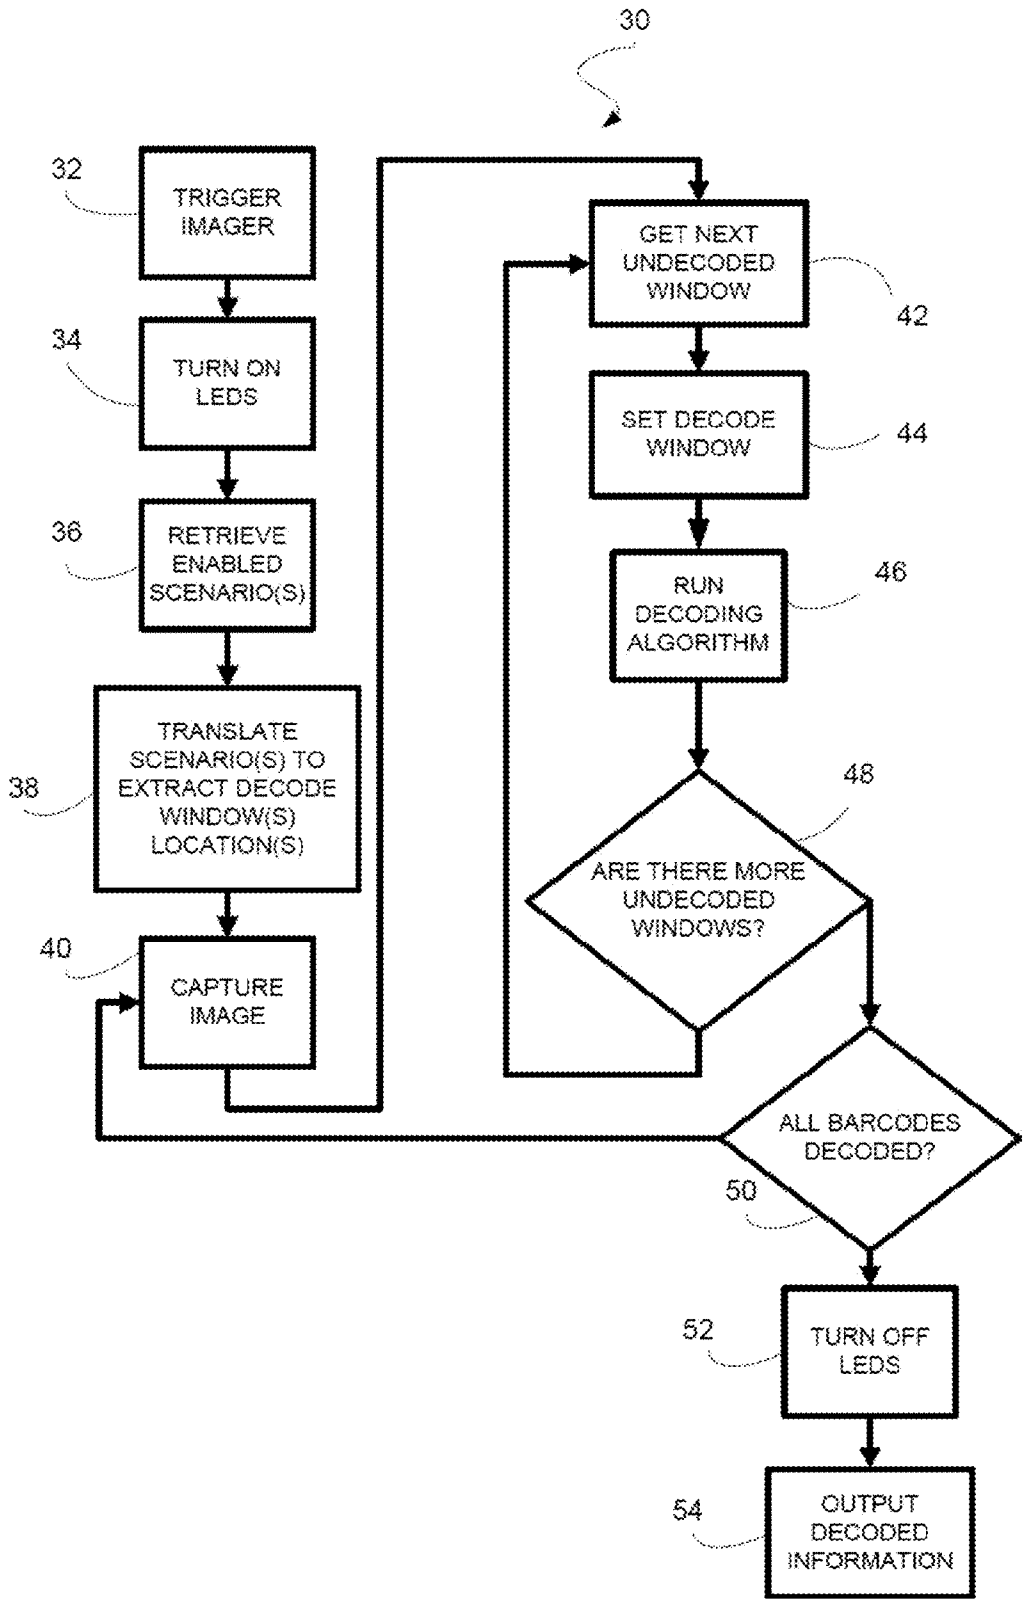 30
32
TRIGGER
IMAGER
34
TURN ON
LEDS
36
RETRIEVE
ENABLED
SCENARIO(S)
38
TRANSLATE
SCENARIO(S) TO
EXTRACT DECODE
WINDOW(S)
LOCATION(S)
40
CAPTURE
IMAGE
GET NEXT
UNDECODED
WINDOW
42
SET DECODE
WINDOW
44
RUN
DECODING
ALGORITHM
46
ARE THERE MORE
UNDECODED
WINDOWS?
48
ALL BARCODES
DECODED?
50
TURN OFF
LEDS
52
OUTPUT
DECODED
INFORMATION
54